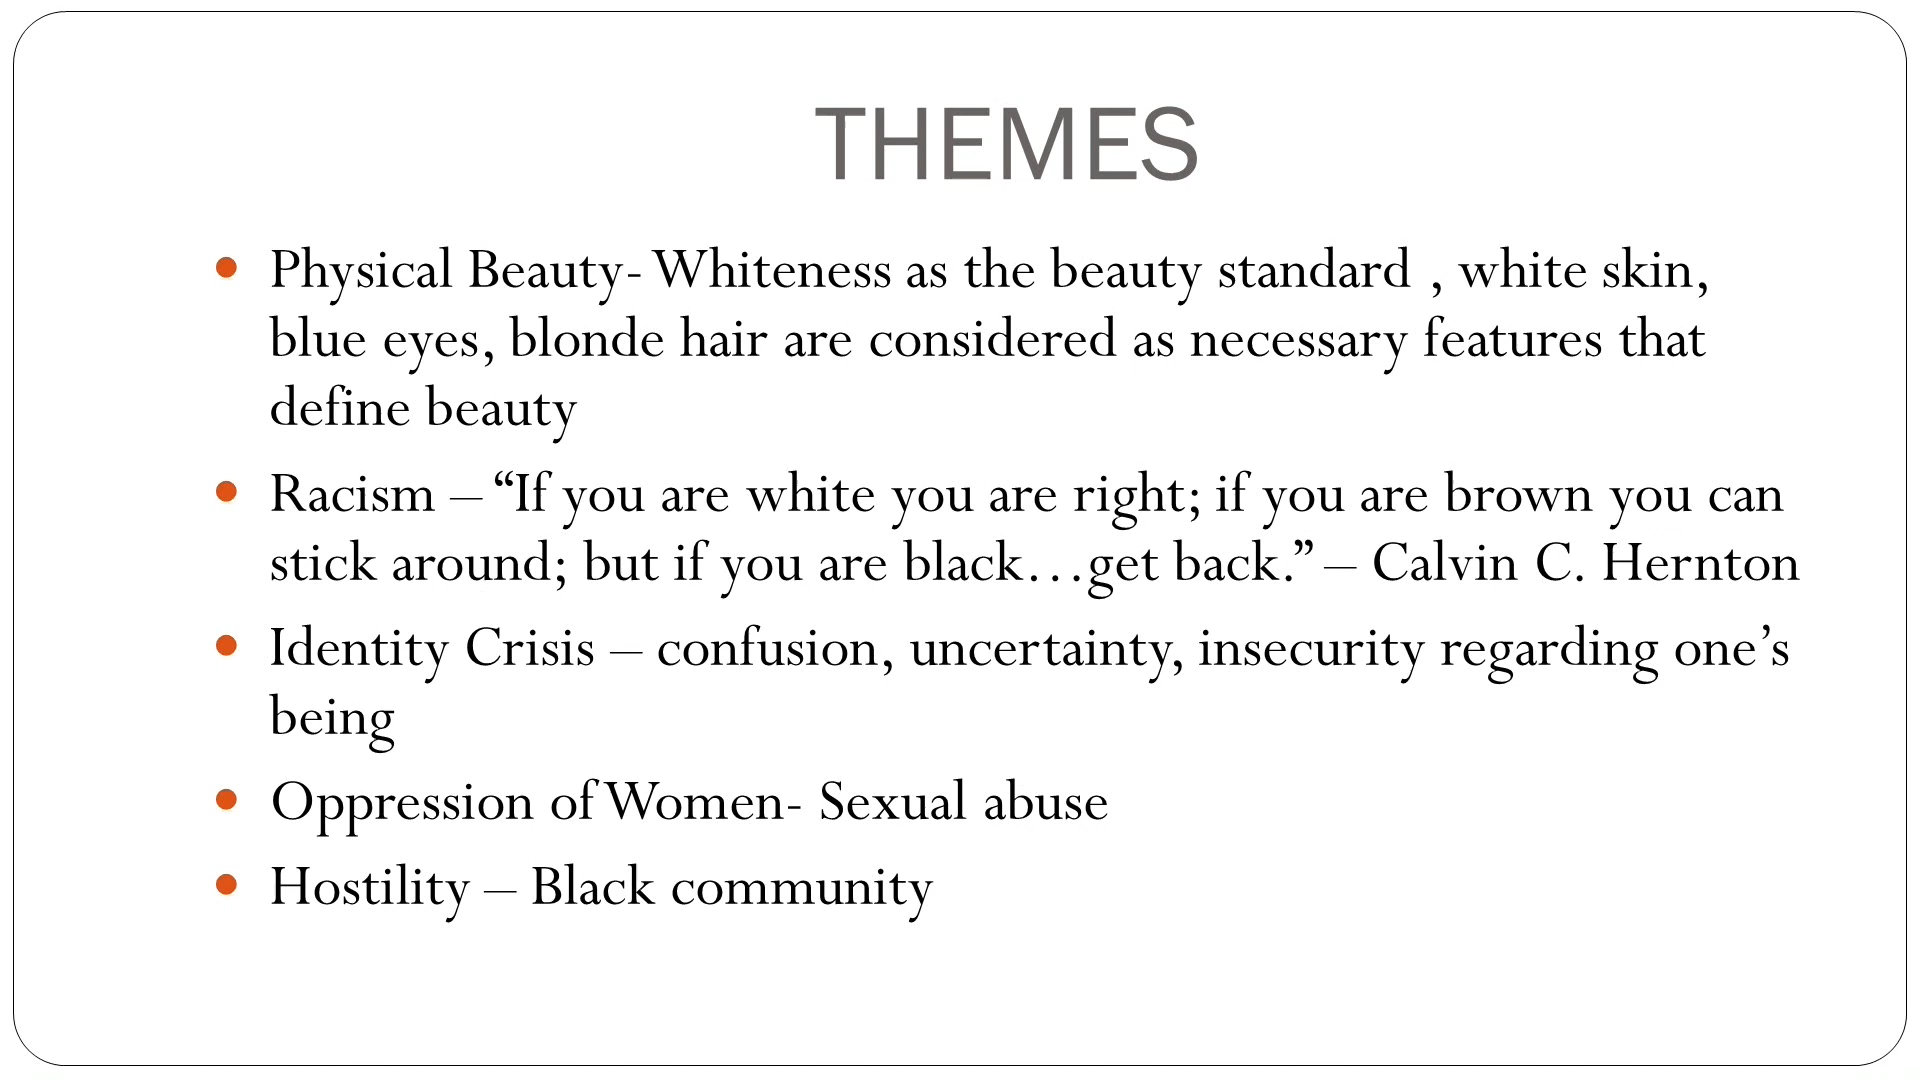 THEMES
Physical Beauty- Whiteness as the beauty standard , white skin,
blue eyes, blonde hair are considered as necessary features that
define beauty
Racism – “If you are white you are right; if you are brown you can
stick around; but if you are black…get back.” – Calvin C. Hernton
Identity Crisis – confusion, uncertainty, insecurity regarding one’s
being
Oppression of Women- Sexual abuse
Hostility – Black community